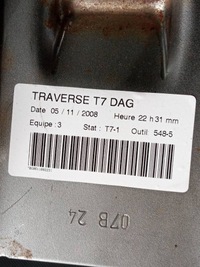 TRAVERSE T7 DAG
Date 05 / 11 / 2008 Heure 22 h 31 mm
Equipe : 3 Stat : T7-1 Outil 548-5
07B 24